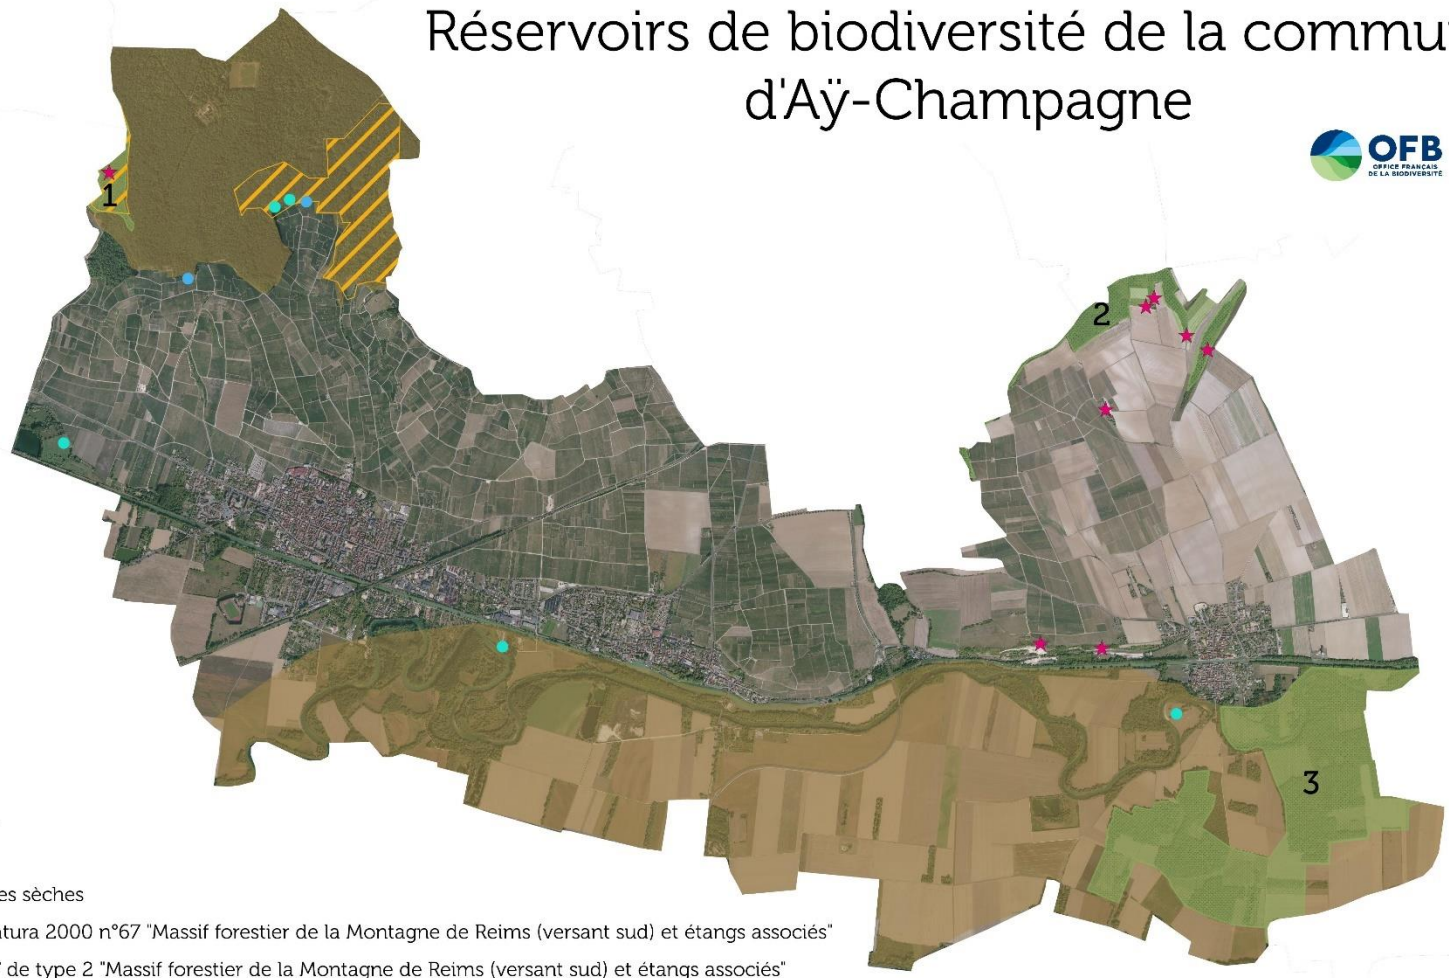 Réservoirs de biodiversité de la commu
d'Aÿ-Champagne
OFB
OFFICE FRANÇAIS
DE LA BIODIVERSITÉ
1
2
3
es sèches
tura 2000 n°67 "Massif forestier de la Montagne de Reims (versant sud) et étangs associés"
de type 2 "Massif forestier de la Montagne de Reims (versant sud) et étangs associés"